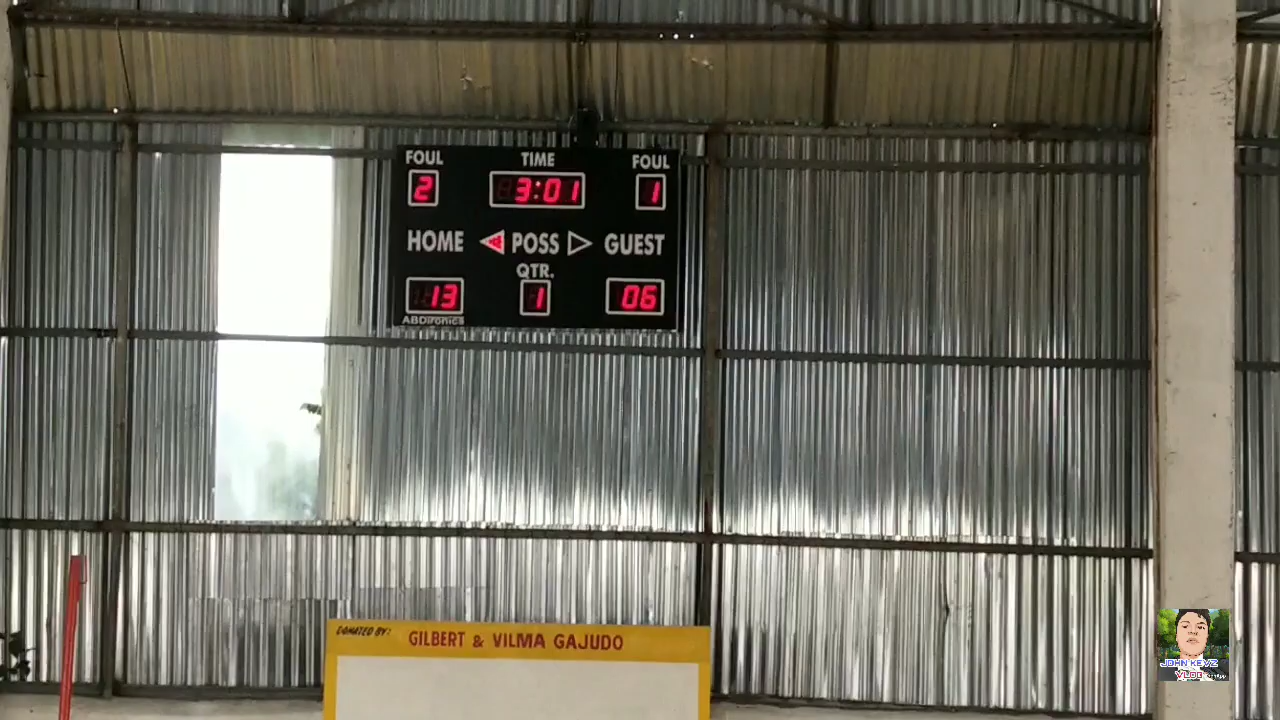 FOUL TIME FOUL
2 3:01 1
HOME POSS GUEST
QTR.
13 1 06
ABDtronics
DONATED BY:
GILBERT & VILMA GAJUDO
JOHN KEYZ
VLOG